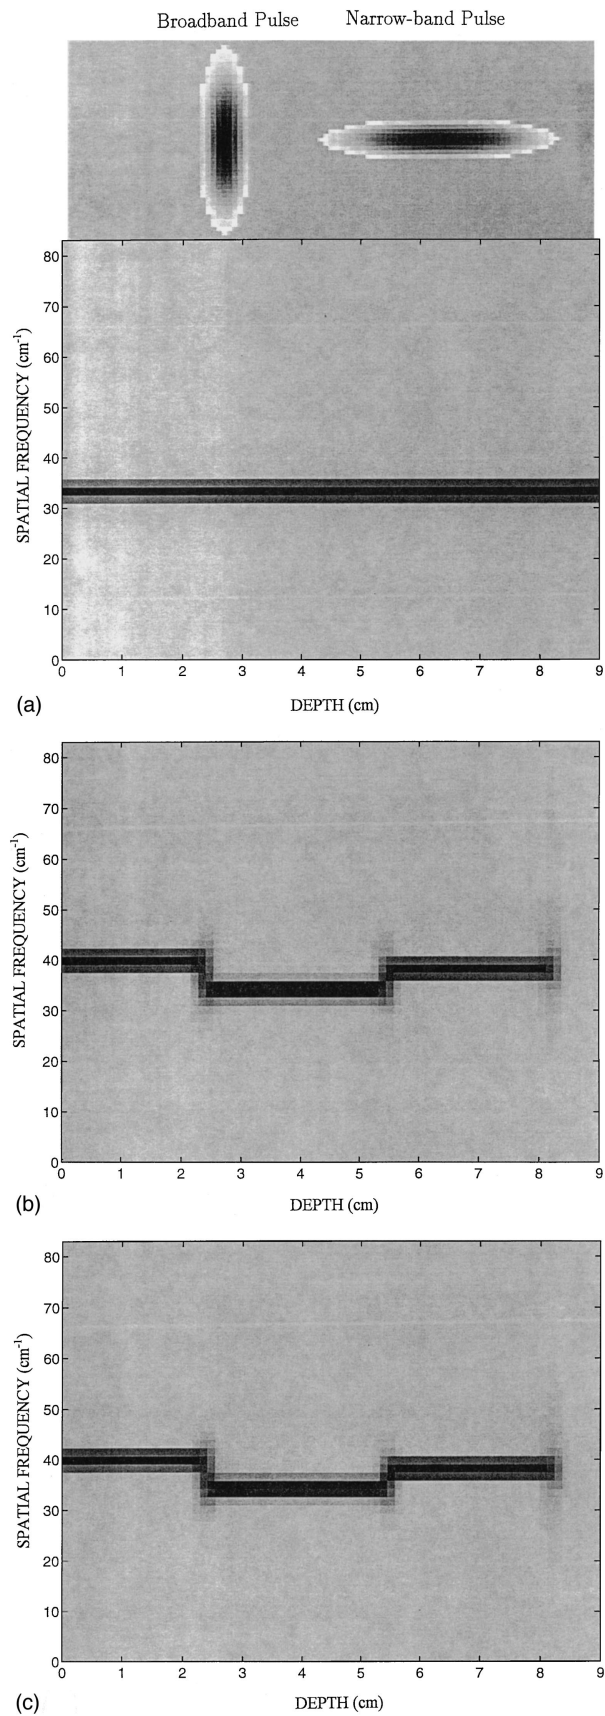 Broadband Pulse Narrow-band Pulse
80
70
60
50
40
30
20
10
0
SPATIAL FREQUENCY (cm-1)
0 1 2 3 4 5 6 7 8 9
(a) DEPTH (cm)
80
70
60
50
40
30
20
10
0
SPATIAL FREQUENCY (cm-1)
0 1 2 3 4 5 6 7 8 9
(b) DEPTH (cm)
80
70
60
50
40
30
20
10
0
SPATIAL FREQUENCY (cm-1)
0 1 2 3 4 5 6 7 8 9
(c) DEPTH (cm)